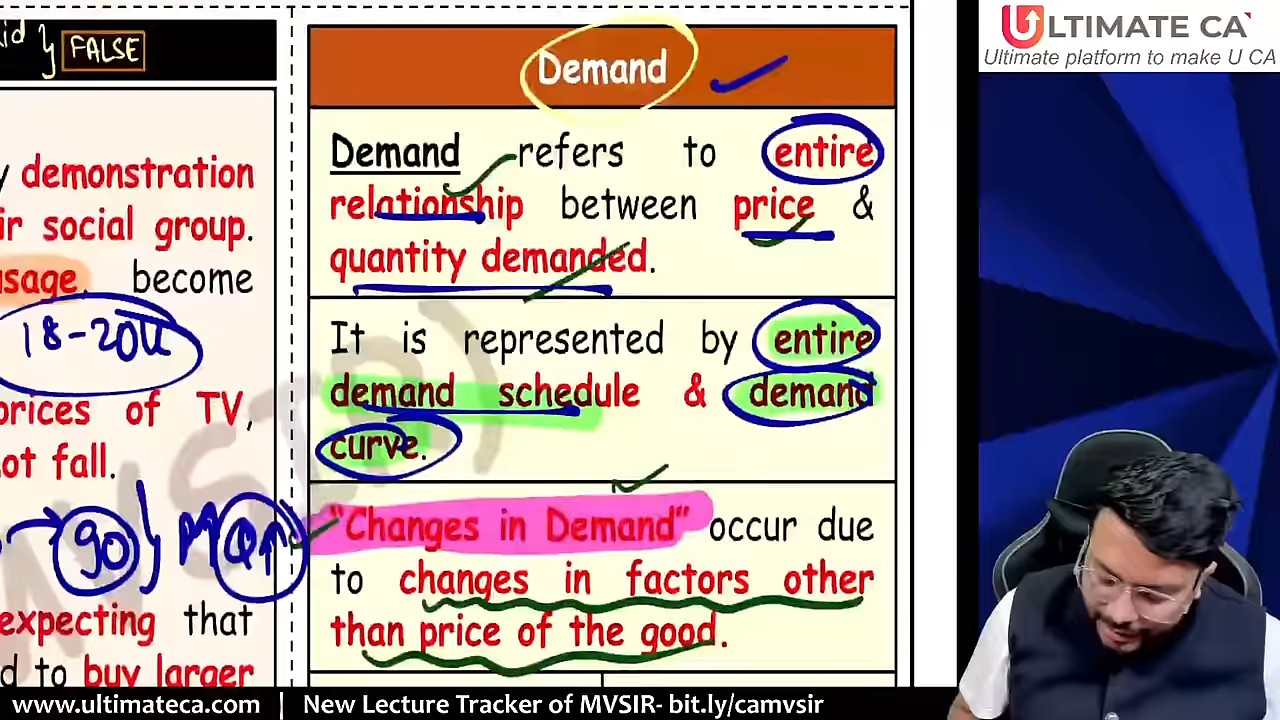 id } FALSE
y demonstration
ir social group.
usage, become
18-20k
prices of TV,
ot fall.
90 }
expecting that
d to buy larger
Demand
Demand refers to entire
relationship between price &
quantity demanded.
It is represented by entire
demand schedule & demand
curve.
"Changes in Demand" occur due
to changes in factors other
than price of the good.
ULTIMATE CA
Ultimate platform to make U CA
www.ultimateca.com | New Lecture Tracker of MVSIR- bit.ly/camvsir